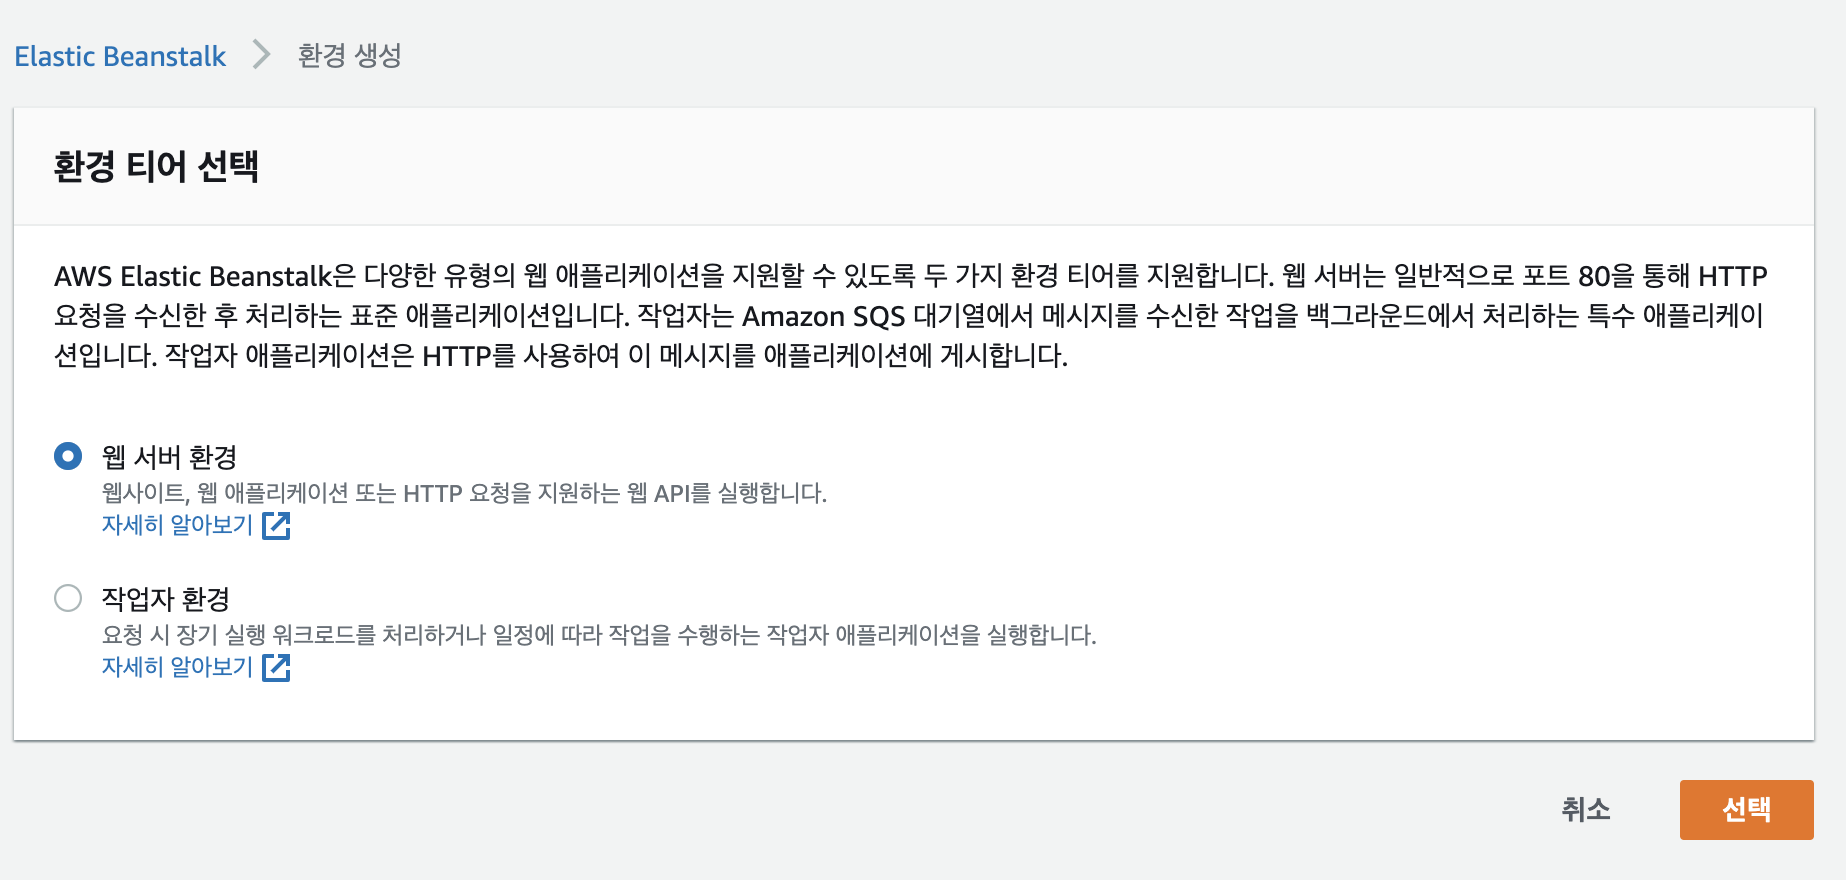 Elastic Beanstalk > 환경 생성
환경 티어 선택
AWS Elastic Beanstalk은 다양한 유형의 웹 애플리케이션을 지원할 수 있도록 두 가지 환경 티어를 지원합니다. 웹 서버는 일반적으로 포트 80을 통해 HTTP
요청을 수신한 후 처리하는 표준 애플리케이션입니다. 작업자는 Amazon SQS 대기열에서 메시지를 수신한 작업을 백그라운드에서 처리하는 특수 애플리케이
션입니다. 작업자 애플리케이션은 HTTP를 사용하여 이 메시지를 애플리케이션에 게시합니다.
웹 서버 환경
웹사이트, 웹 애플리케이션 또는 HTTP 요청을 지원하는 웹 API를 실행합니다.
자세히 알아보기
작업자 환경
요청 시 장기 실행 워크로드를 처리하거나 일정에 따라 작업을 수행하는 작업자 애플리케이션을 실행합니다.
자세히 알아보기
취소 선택